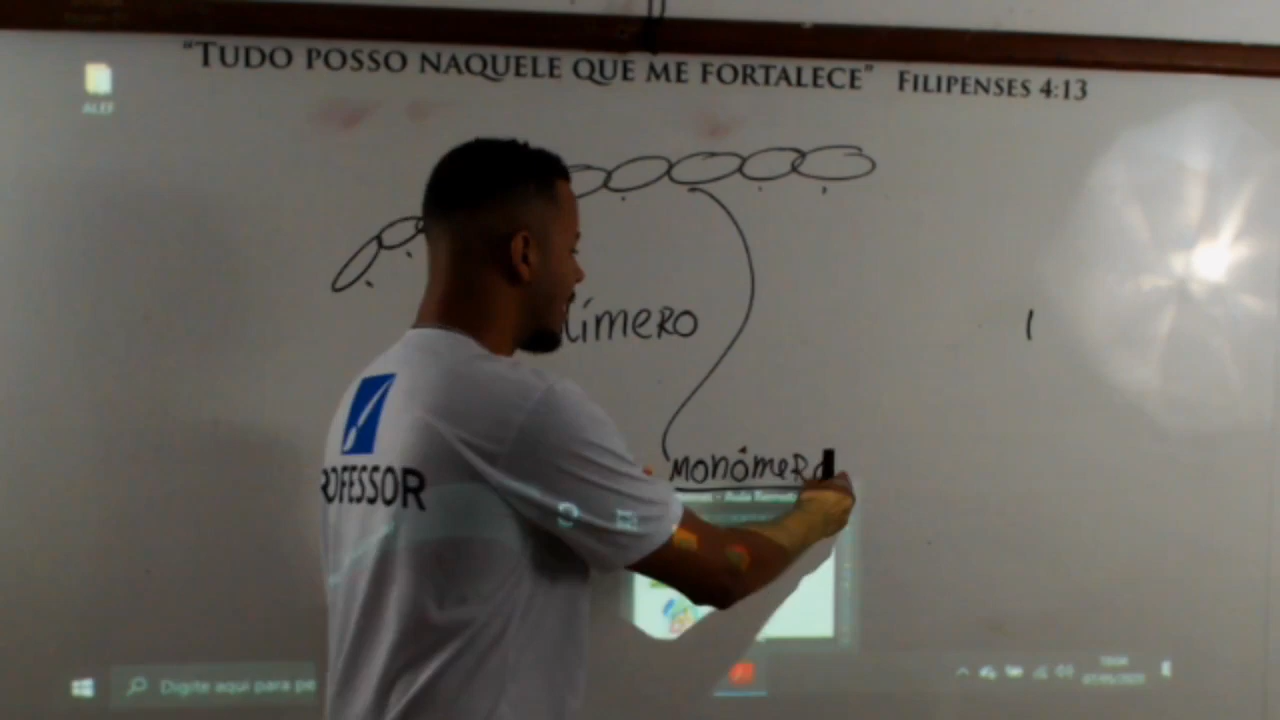 "TUDO POSSO NAQUELE QUE ME FORTALECE" FILIPENSES 4:13
ALEF
límeRO
monômeRo
ROFESSOR
Digite aqui para pe